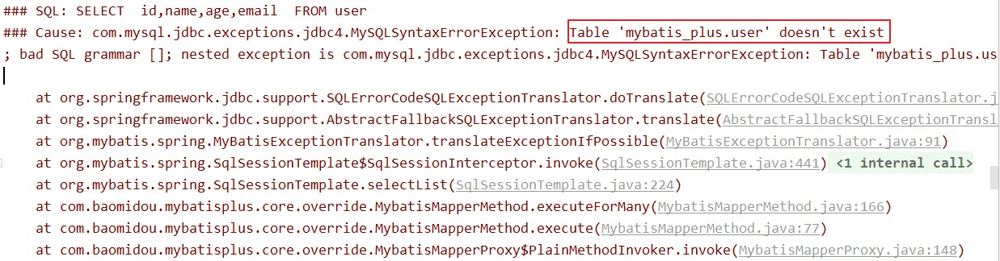 ### SQL: SELECT  id,name,age,email  FROM user
### Cause: com.mysql.jdbc.exceptions.jdbc4.MySQLSyntaxErrorException: Table 'mybatis_plus.user' doesn't exist
; bad SQL grammar []; nested exception is com.mysql.jdbc.exceptions.jdbc4.MySQLSyntaxErrorException: Table 'mybatis_plus.us
at org.springframework.jdbc.support.SQLErrorCodeSQLExceptionTranslator.doTranslate(SQLErrorCodeSQLExceptionTranslator.j
at org.springframework.jdbc.support.AbstractFallbackSQLExceptionTranslator.translate(AbstractFallbackSQLExceptionTransl
at org.mybatis.spring.MyBatisExceptionTranslator.translateExceptionIfPossible(MyBatisExceptionTranslator.java:91)
at org.mybatis.spring.SqlSessionTemplate$SqlSessionInterceptor.invoke(SqlSessionTemplate.java:441) <1 internal call>
at org.mybatis.spring.SqlSessionTemplate.selectList(SqlSessionTemplate.java:224)
at com.baomidou.mybatisplus.core.override.MybatisMapperMethod.executeForMany(MybatisMapperMethod.java:166)
at com.baomidou.mybatisplus.core.override.MybatisMapperMethod.execute(MybatisMapperMethod.java:77)
at com.baomidou.mybatisplus.core.override.MybatisMapperProxy$PlainMethodInvoker.invoke(MybatisMapperProxy.java:148)